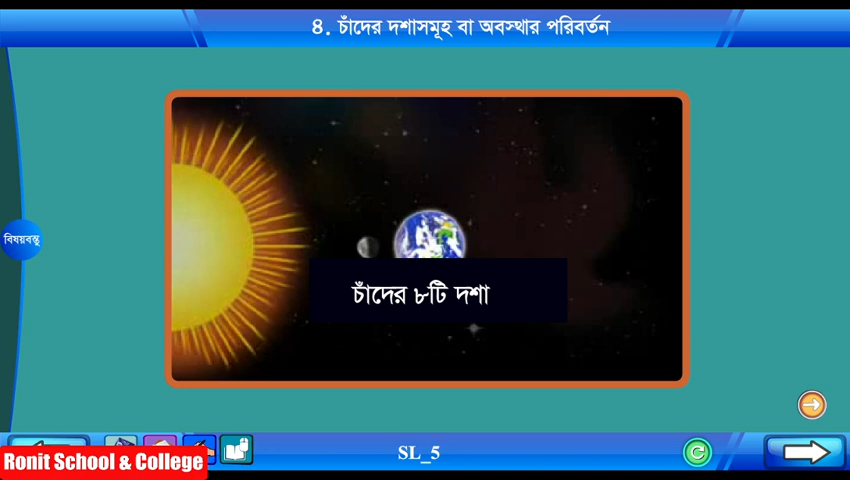 ৪. চাঁদের দশাসমূহ বা অবস্থার পরিবর্তন
বিষয়বস্তু
চাঁদের ৮টি দশা
SL_5
Ronit School & College